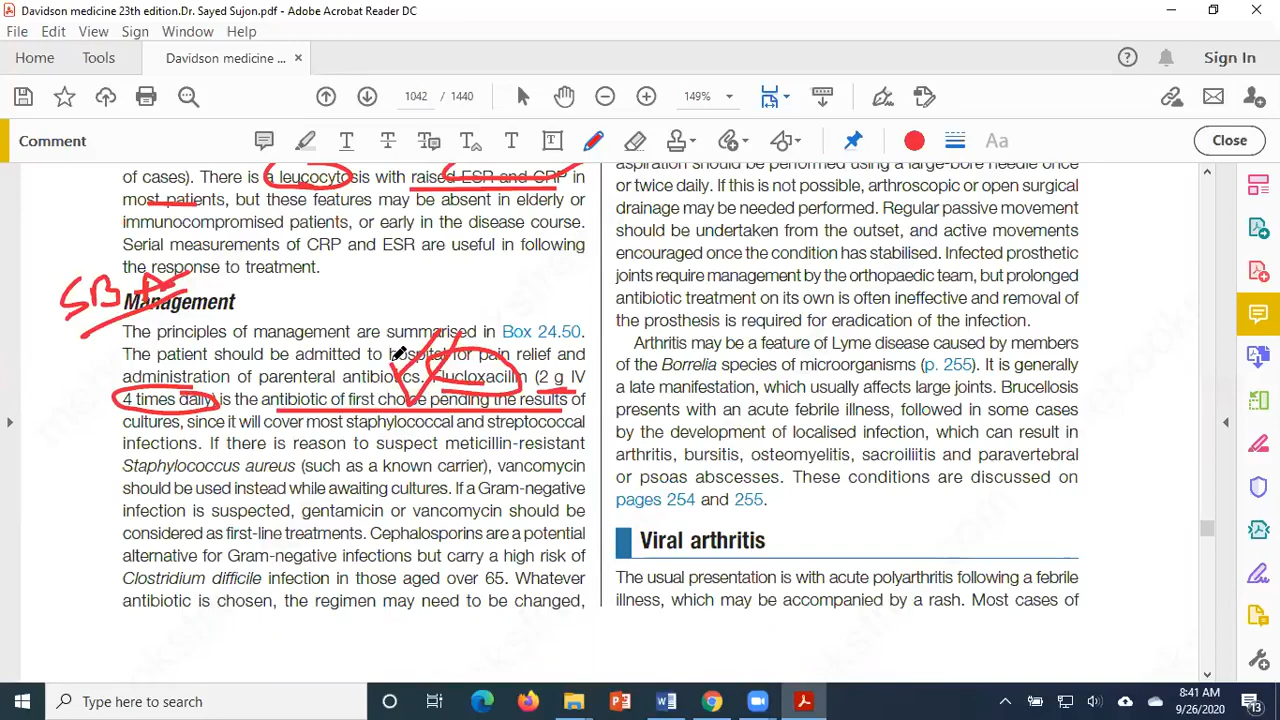 Davidson medicine 23th edition.Dr. Sayed Sujon.pdf - Adobe Acrobat Reader DC
File Edit View Sign Window Help
Home Tools Davidson medicine ... × Sign In
1042 / 1440 149%
Comment Aa Close
of cases). There is a leucocytosis with raised ESR and CRP in
most patients, but these features may be absent in elderly or
immunocompromised patients, or early in the disease course.
Serial measurements of CRP and ESR are useful in following
the response to treatment.
SBA
Management
The principles of management are summarised in Box 24.50.
The patient should be admitted to hospital for pain relief and
administration of parenteral antibiotics. Flucloxacillin (2 g IV
4 times daily) is the antibiotic of first choice pending the results of
cultures, since it will cover most staphylococcal and streptococcal
infections. If there is reason to suspect meticillin-resistant
Staphylococcus aureus (such as a known carrier), vancomycin
should be used instead while awaiting cultures. If a Gram-negative
infection is suspected, gentamicin or vancomycin should be
considered as first-line treatments. Cephalosporins are a potential
alternative for Gram-negative infections but carry a high risk of
Clostridium difficile infection in those aged over 65. Whatever
antibiotic is chosen, the regimen may need to be changed,
aspiration should be performed using a large-bore needle once
or twice daily. If this is not possible, arthroscopic or open surgical
drainage may be needed performed. Regular passive movement
should be undertaken from the outset, and active movements
encouraged once the condition has stabilised. Infected prosthetic
joints require management by the orthopaedic team, but prolonged
antibiotic treatment on its own is often ineffective and removal of
the prosthesis is required for eradication of the infection.
Arthritis may be a feature of Lyme disease caused by members
of the Borrelia species of microorganisms (p. 255). It is generally
a late manifestation, which usually affects large joints. Brucellosis
presents with an acute febrile illness, followed in some cases
by the development of localised infection, which can result in
arthritis, bursitis, osteomyelitis, sacroiliitis and paravertebral
or psoas abscesses. These conditions are discussed on
pages 254 and 255.
Viral arthritis
The usual presentation is with acute polyarthritis following a febrile
illness, which may be accompanied by a rash. Most cases of
Type here to search
8:41 AM
9/26/2020
13